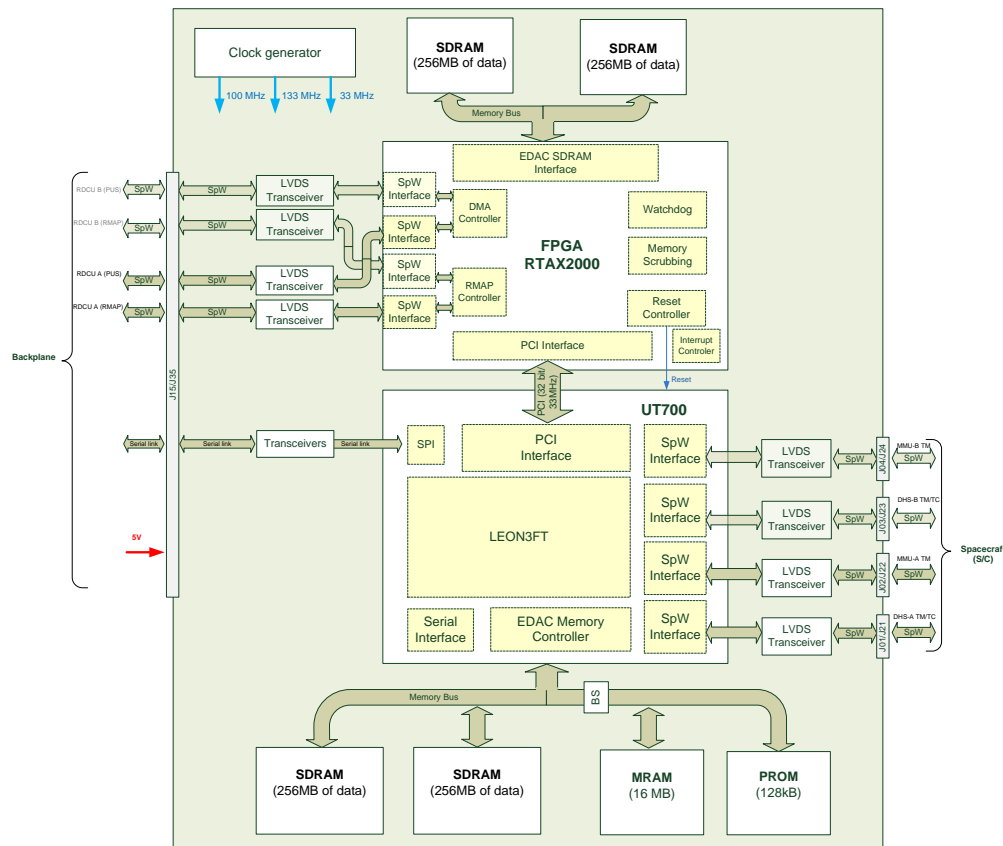 Clock generator
100 MHz
133 MHz
33 MHz
SDRAM
(256MB of data)
SDRAM
(256MB of data)
Memory Bus
EDAC SDRAM
Interface
RDCU B (PUS)
SpW
SpW
LVDS
Transceiver
SpW
Interface
DMA
Controller
Watchdog
RDCU B (RMAP)
SpW
SpW
LVDS
Transceiver
SpW
Interface
FPGA
RTAX2000
Memory
Scrubbing
RDCU A (PUS)
SpW
SpW
LVDS
Transceiver
SpW
Interface
RMAP
Controller
RDCU A (RMAP)
SpW
SpW
LVDS
Transceiver
SpW
Interface
Reset
Controller
Interrupt
Controler
PCI Interface
Backplane
J15/J35
PCI (32 bit/
33MHz)
Reset
UT700
Serial link
Serial link
Transceivers
Serial link
SPI
PCI
Interface
SpW
Interface
LVDS
Transceiver
SpW
J04/J24
MMU-B TM
SpW
LEON3FT
SpW
Interface
LVDS
Transceiver
SpW
J03/J23
DHS-B TM/TC
SpW
5V
SpW
Interface
LVDS
Transceiver
SpW
J02/J22
MMU-A TM
SpW
Spacecraf
(S/C)
Serial
Interface
EDAC Memory
Controller
SpW
Interface
LVDS
Transceiver
SpW
J01/J21
DHS-A TM/TC
SpW
Memory Bus
BS
SDRAM
(256MB of data)
SDRAM
(256MB of data)
MRAM
(16 MB)
PROM
(128kB)